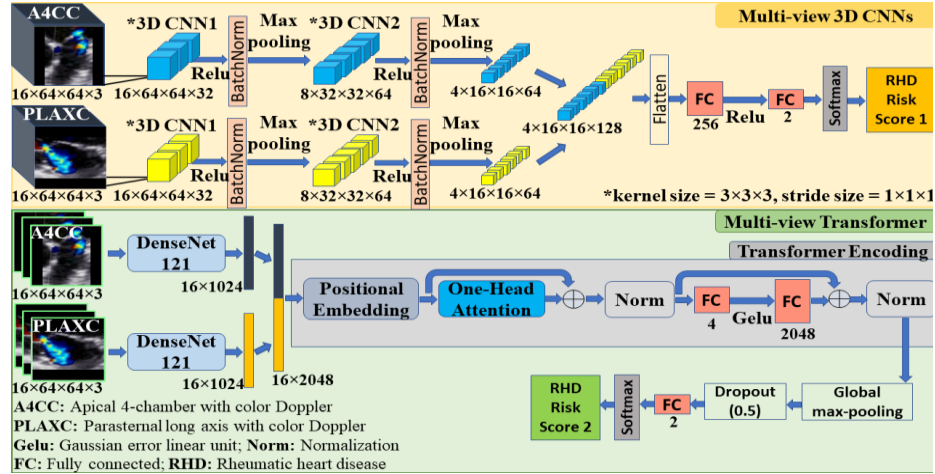 A4CC
*3D CNN1
Max pooling
*3D CNN2
Max pooling
Multi-view 3D CNNs
Relu
BatchNorm
Relu
BatchNorm
16×64×64×3
16×64×64×32
8×32×32×64
4×16×16×64
PLAXC
*3D CNN1
Max pooling
*3D CNN2
Max pooling
4×16×16×128
Flatten
FC
256
Relu
FC
2
Softmax
RHD
Risk
Score 1
Relu
BatchNorm
Relu
BatchNorm
16×64×64×3
16×64×64×32
8×32×32×64
4×16×16×64
*kernel size = 3×3×3, stride size = 1×1×1
Multi-view Transformer
Transformer Encoding
A4CC
DenseNet
121
16×64×64×3
16×1024
PLAXC
DenseNet
121
16×64×64×3
16×1024
16×2048
Positional
Embedding
One-Head
Attention
Norm
FC
4
Gelu
FC
2048
Norm
Global
max-pooling
Dropout
(0.5)
FC
2
Softmax
RHD
Risk
Score 2
A4CC: Apical 4-chamber with color Doppler
PLAXC: Parasternal long axis with color Doppler
Gelu: Gaussian error linear unit; Norm: Normalization
FC: Fully connected; RHD: Rheumatic heart disease